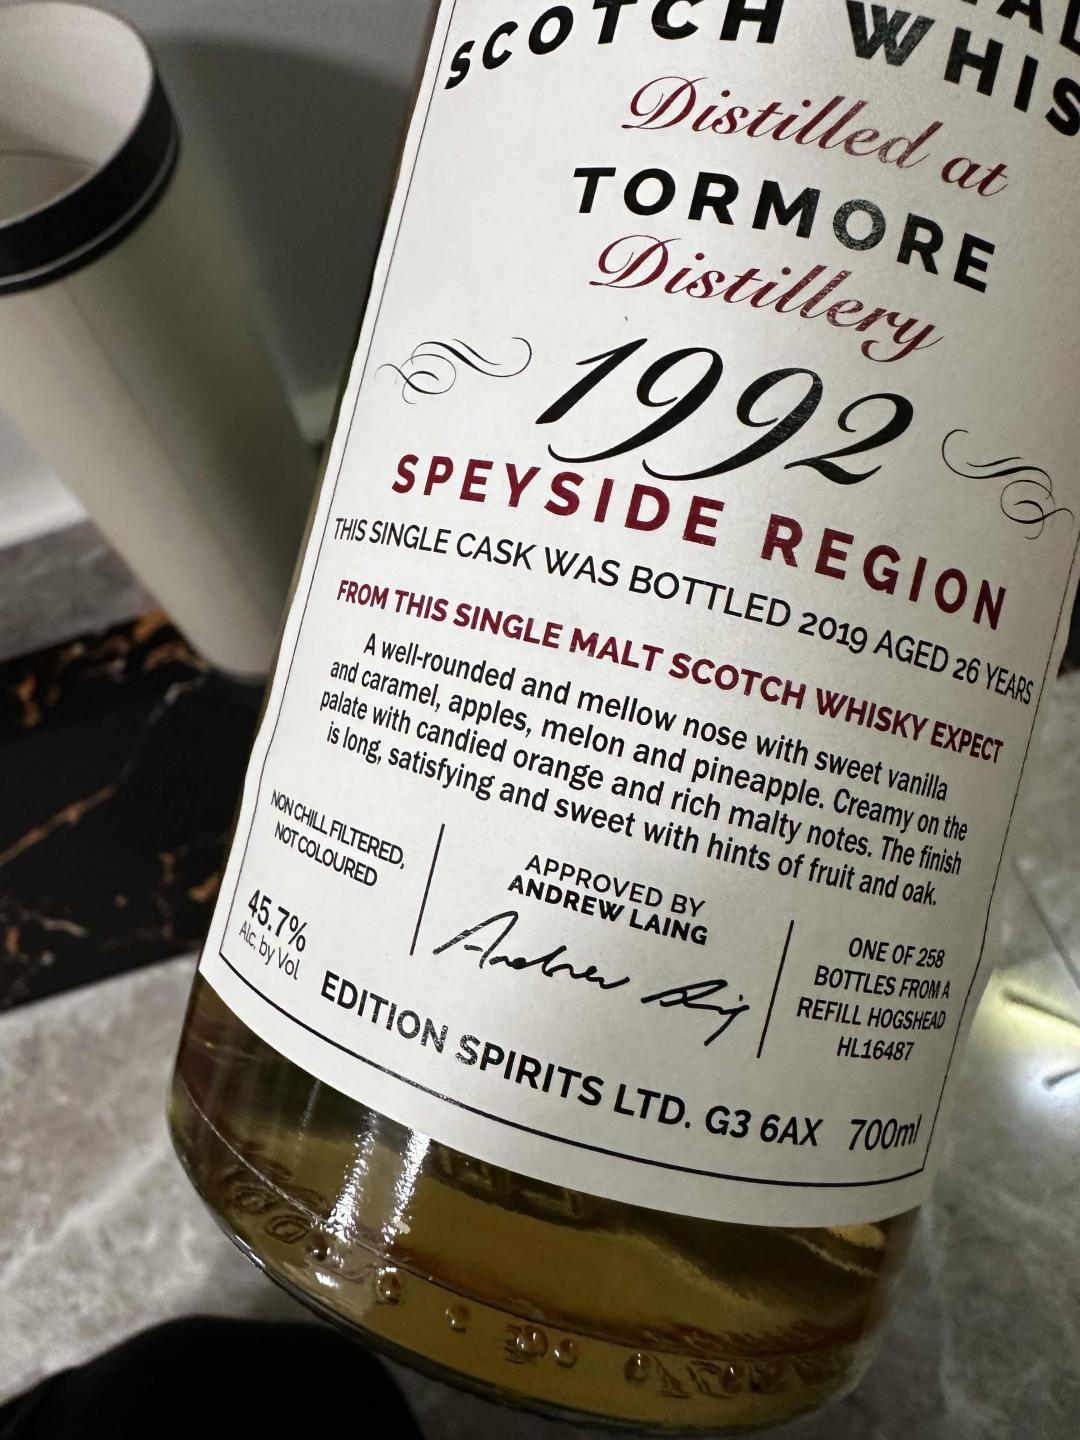 SCOTCH
Distilled at
TORMORE
Distillery
1992
SPEYSIDE REGION
THIS SINGLE CASK WAS BOTTLED 2019 AGED 26 YEARS
FROM THIS SINGLE MALT SCOTCH WHISKY EXPECT
A well-rounded and mellow nose with sweet vanilla
and caramel, apples, melon and pineapple. Creamy on the
palate with candied orange and rich malty notes. The finish
is long, satisfying and sweet with hints of fruit and oak.
NON CHILL FILTERED,
NOT COLOURED
45.7%
Alc. by Vol
APPROVED BY
ANDREW LAING
ONE OF 258
BOTTLES FROM A
REFILL HOGSHEAD
HL16487
EDITION SPIRITS LTD. G3 6AX 700ml